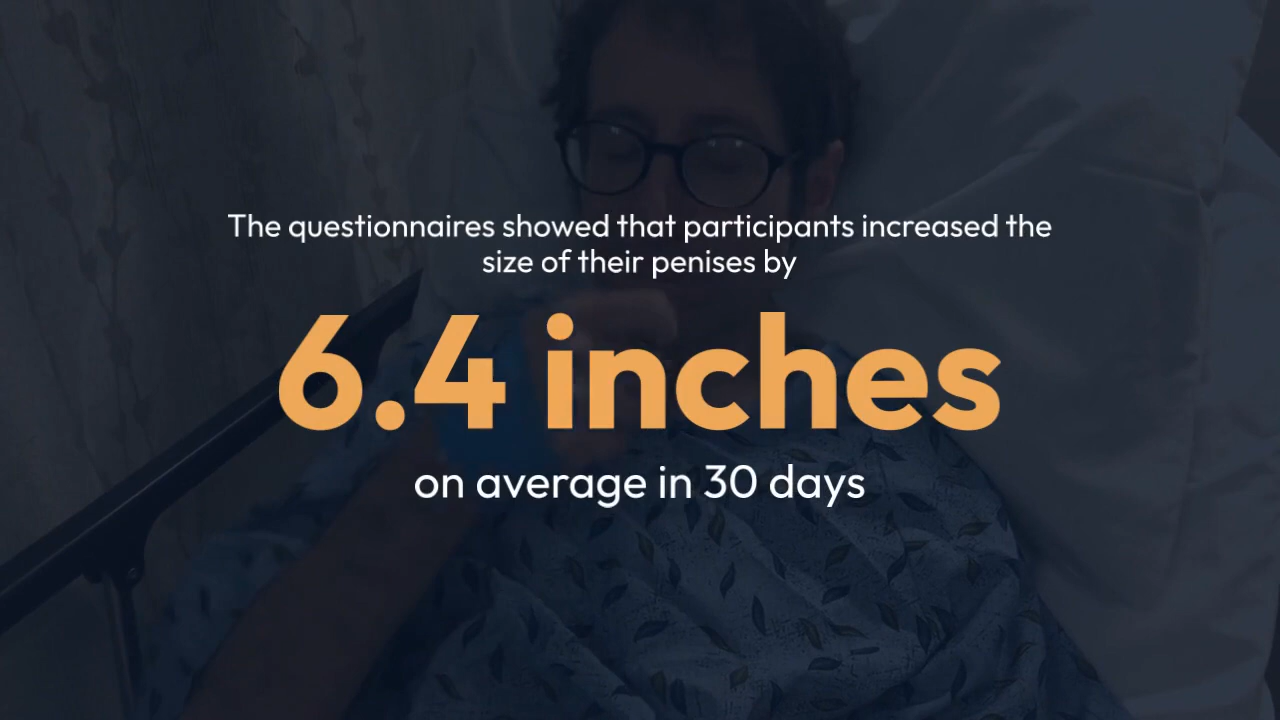 The questionnaires showed that participants increased the
size of their penises by
6.4 inches
on average in 30 days